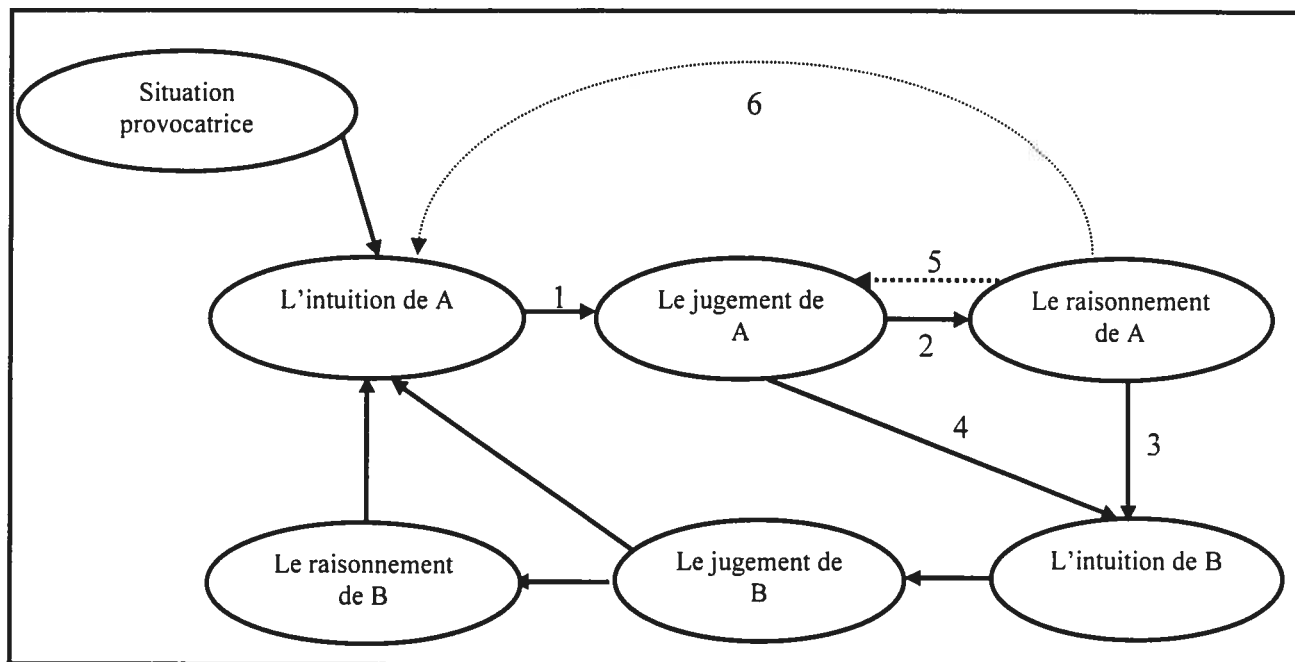 Situation
provocatrice
6
L'intuition de A
1
Le jugement de
A
5
2
Le raisonnement
de A
4
3
Le raisonnement
de B
Le jugement de
B
L'intuition de B